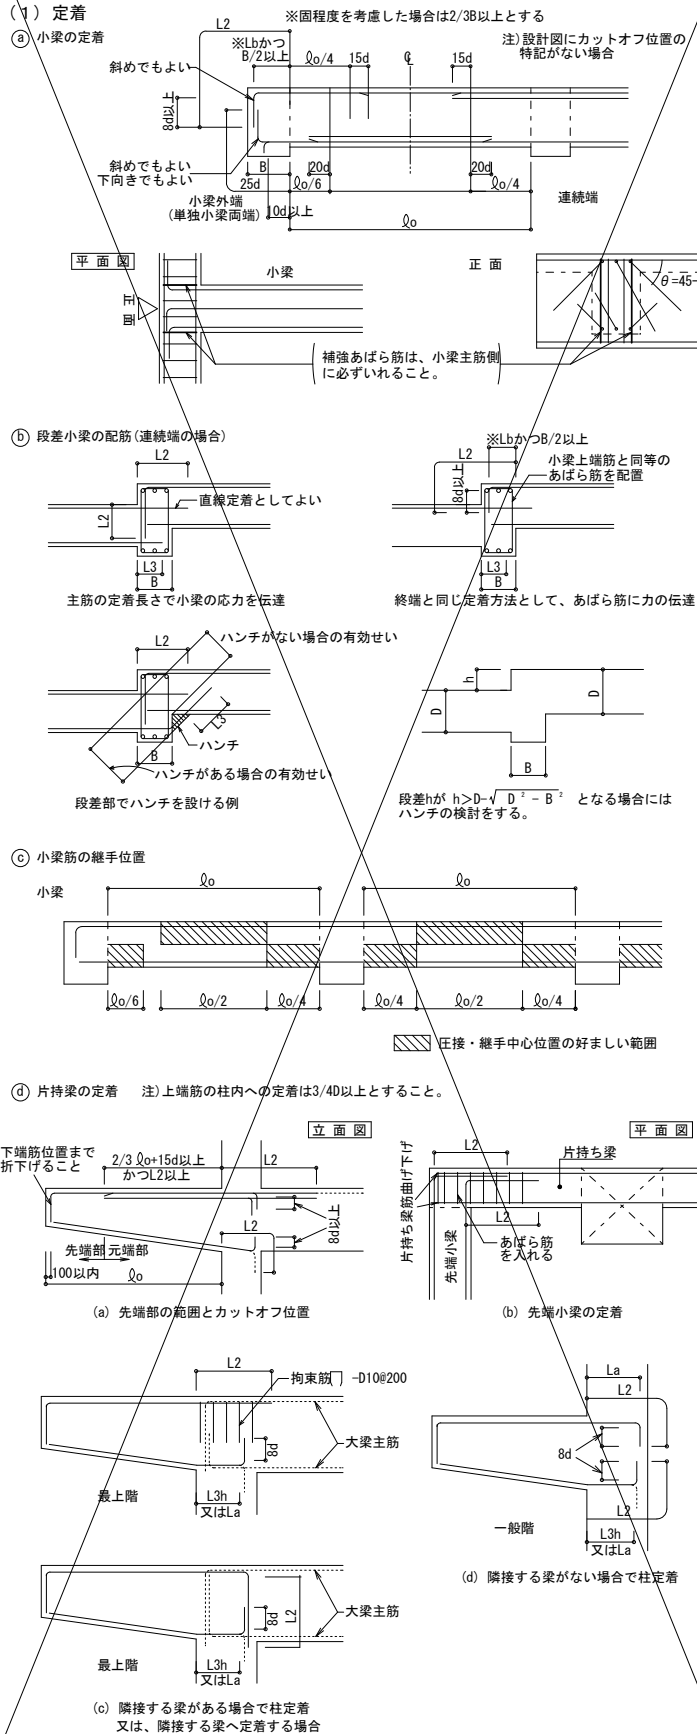 (1) 定着
※固程度を考慮した場合は2/3B以上とする
ⓐ 小梁の定着
注)設計図にカットオフ位置の
特記がない場合
L2
※Lbかつ
B/2以上
ℓo/4
15d
℄
15d
斜めでもよい
8d以上
斜めでもよい
下向きでもよい
B
20d
20d
25d
ℓo/6
ℓo/4
小梁外端
(単独小梁両端)
10d以上
連続端
ℓo
平 面 図
小梁
正 面
正面
θ=45-
補強あばら筋は、小梁主筋側
に必ずいれること。
ⓑ 段差小梁の配筋(連続端の場合)
L2
直線定着としてよい
L2
L3
B
主筋の定着長さで小梁の応力を伝達
※LbかつB/2以上
L2
小梁上端筋と同等の
あばら筋を配置
8d以上
L3
B
終端と同じ定着方法として、あばら筋に力の伝達
L2
ハンチがない場合の有効せい
L3
ハンチ
B
ハンチがある場合の有効せい
段差部でハンチを設ける例
h
D
D
B
段差hが h>D-√ D² − B² となる場合には
ハンチの検討をする。
ⓒ 小梁筋の継手位置
小梁
ℓo
ℓo
ℓo/6
ℓo/2
ℓo/4
ℓo/4
ℓo/2
ℓo/4
圧接・継手中心位置の好ましい範囲
ⓓ 片持梁の定着 注)上端筋の柱内への定着は3/4D以上とすること。
立 面 図
下端筋位置まで
折下げること
2/3 ℓo+15d以上
かつL2以上
L2
L2
8d以上
先端部
元端部
100以内
ℓo
(a) 先端部の範囲とカットオフ位置
平 面 図
片持ち梁筋曲げ下げ
L2
片持ち梁
L2
先端小梁
あばら筋
を入れる
(b) 先端小梁の定着
L2
拘束筋 -D10@200
大梁主筋
8d
最上階
L3h
又はLa
La
L2
8d
L2
一般階
L3h
又はLa
(d) 隣接する梁がない場合で柱定着
8d
L2
大梁主筋
最上階
L3h
又はLa
(c) 隣接する梁がある場合で柱定着
又は、隣接する梁へ定着する場合